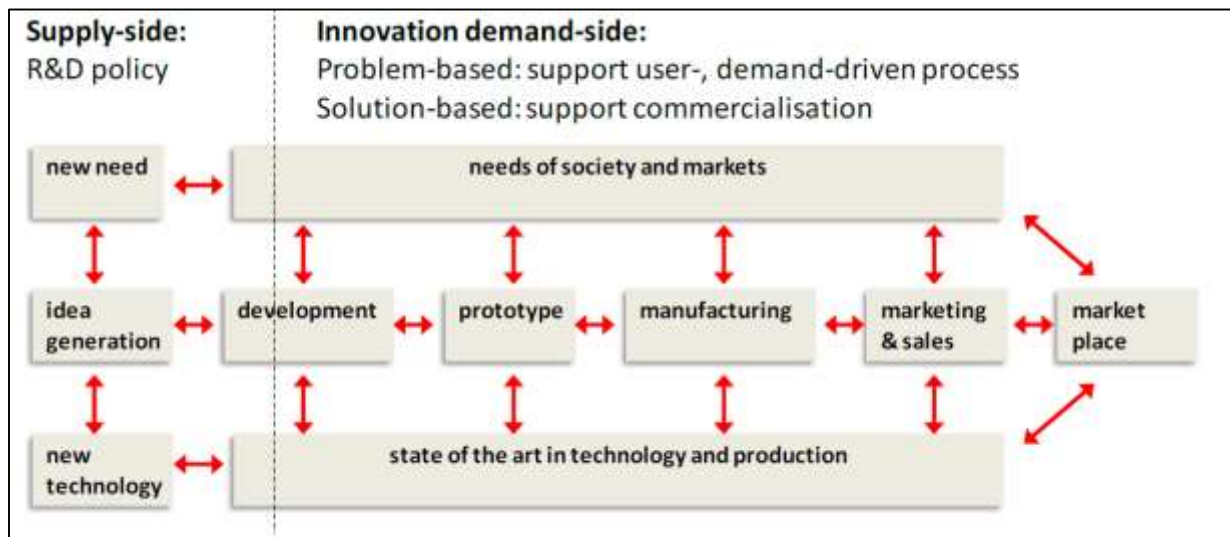 Supply-side:
R&D policy
Innovation demand-side:
Problem-based: support user-, demand-driven process
Solution-based: support commercialisation
new need
needs of society and markets
idea
generation
development
prototype
manufacturing
marketing
& sales
market
place
new
technology
state of the art in technology and production